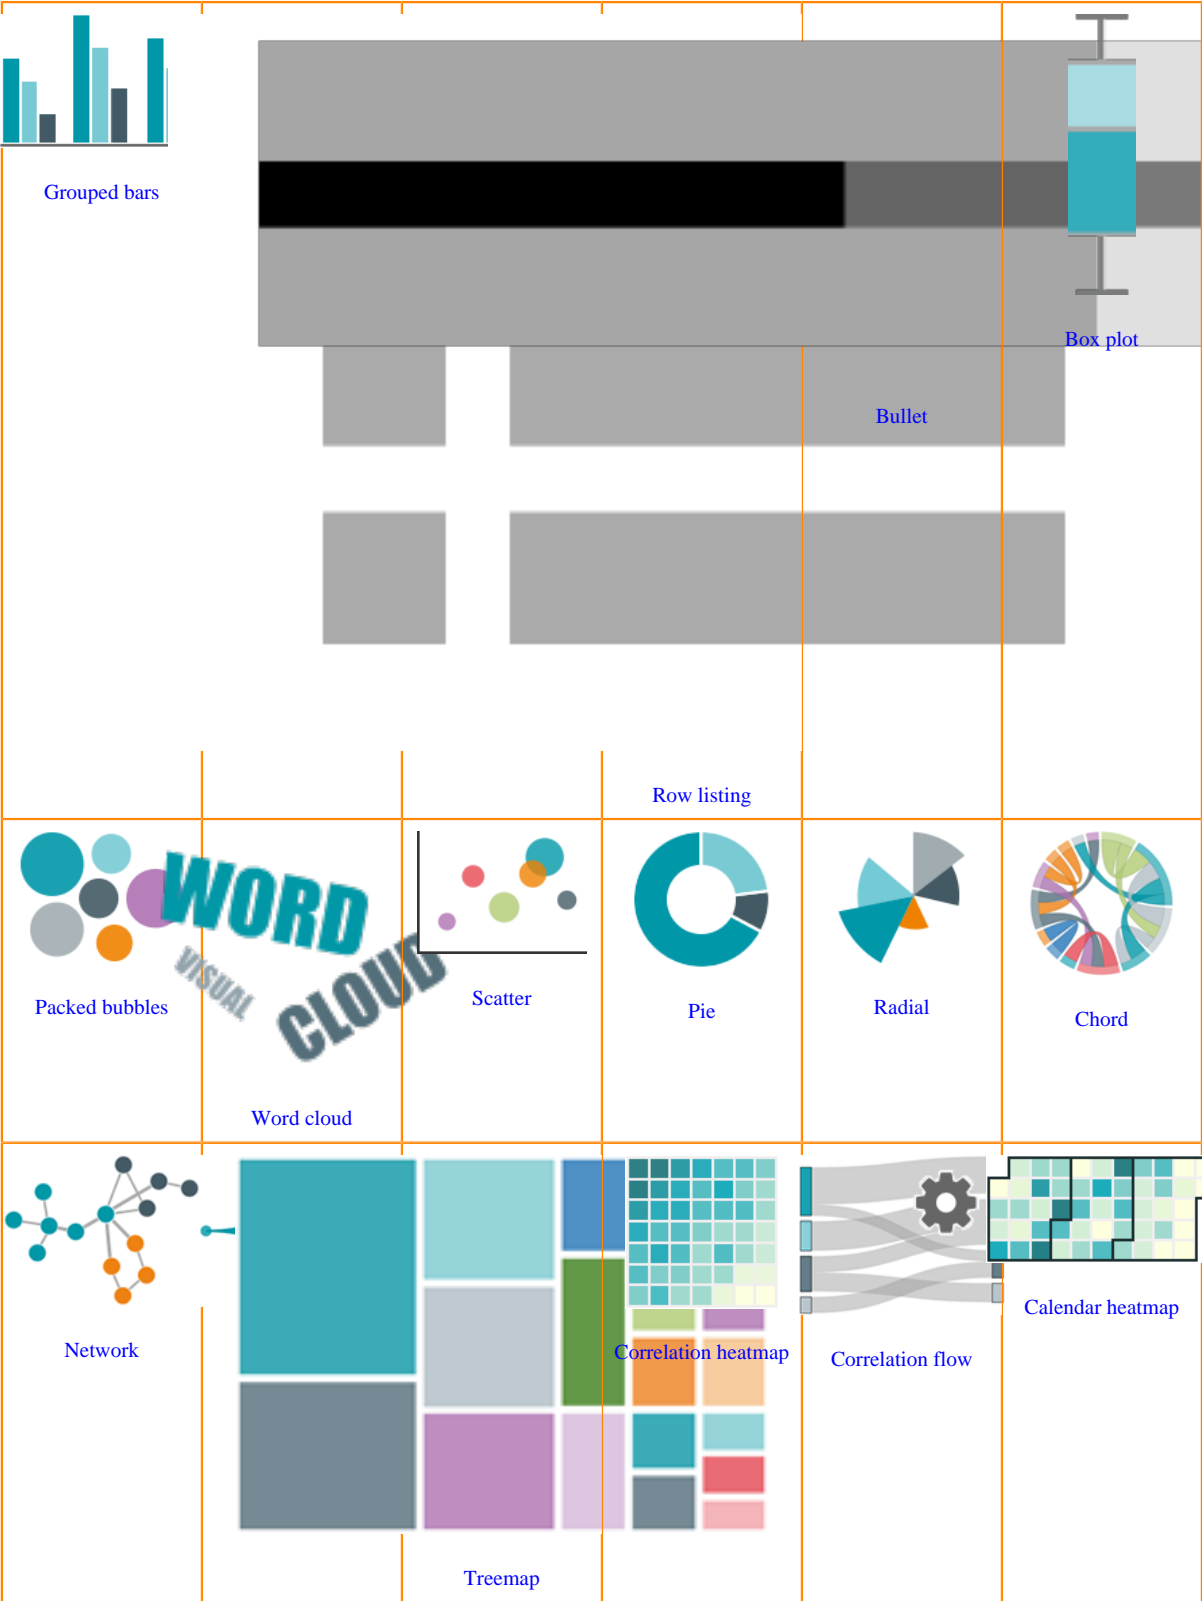 Grouped bars
Box plot
Bullet
Row listing
WORD
VISUAL
CLOUD
Packed bubbles
Word cloud
Scatter
Pie
Radial
Chord
Network
Treemap
Correlation heatmap
Correlation flow
Calendar heatmap